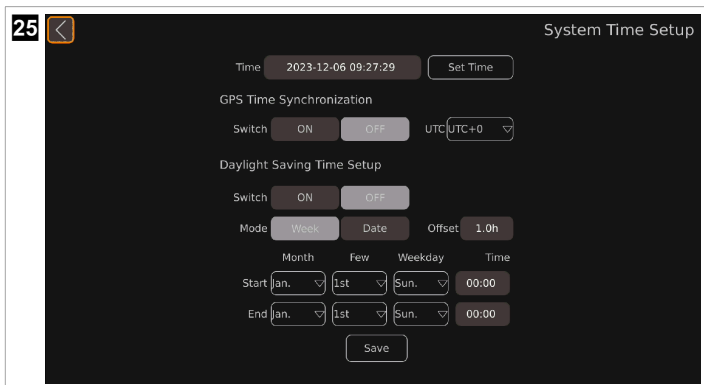 25
System Time Setup
Time 2023-12-06 09:27:29 Set Time
GPS Time Synchronization
Switch ON OFF UTC UTC+0
Daylight Saving Time Setup
Switch ON OFF
Mode Week Date Offset 1.0h
Month Few Weekday Time
Start Jan. 1st Sun. 00:00
End Jan. 1st Sun. 00:00
Save